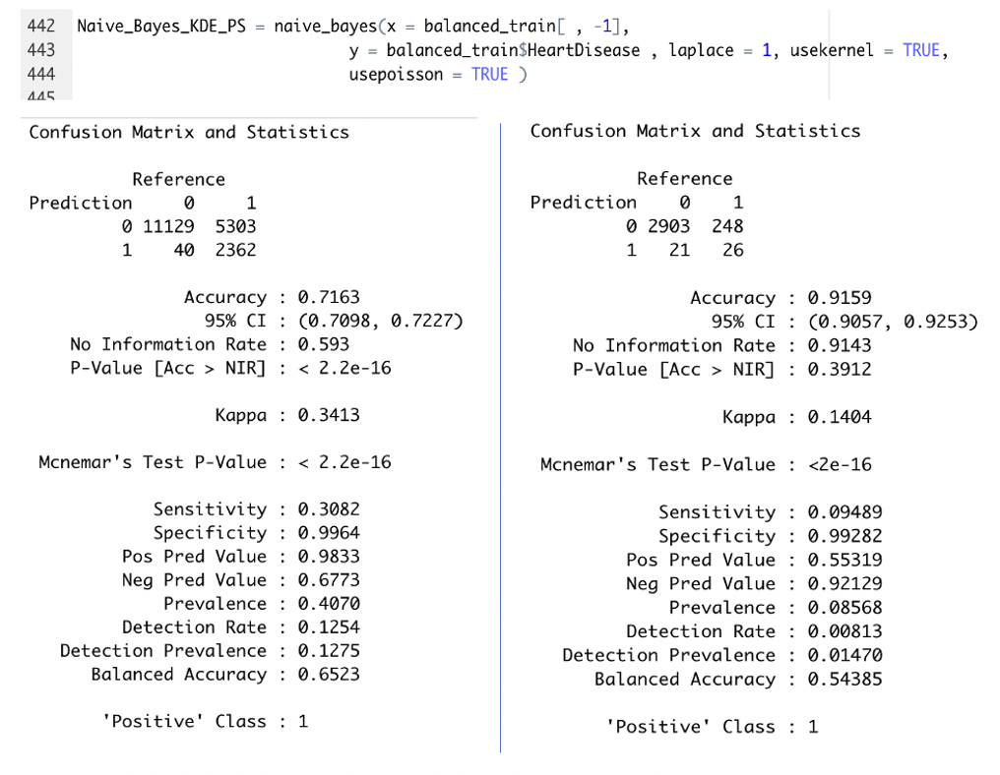 442 Naive_Bayes_KDE_PS = naive_bayes(x = balanced_train[ , -1],
443 y = balanced_train$HeartDisease , laplace = 1, usekernel = TRUE,
444 usepoisson = TRUE )
445
Confusion Matrix and Statistics
Reference
Prediction 0 1
0 11129 5303
1 40 2362
Accuracy : 0.7163
95% CI : (0.7098, 0.7227)
No Information Rate : 0.593
P-Value [Acc > NIR] : < 2.2e-16
Kappa : 0.3413
Mcnemar's Test P-Value : < 2.2e-16
Sensitivity : 0.3082
Specificity : 0.9964
Pos Pred Value : 0.9833
Neg Pred Value : 0.6773
Prevalence : 0.4070
Detection Rate : 0.1254
Detection Prevalence : 0.1275
Balanced Accuracy : 0.6523
'Positive' Class : 1
Confusion Matrix and Statistics
Reference
Prediction 0 1
0 2903 248
1 21 26
Accuracy : 0.9159
95% CI : (0.9057, 0.9253)
No Information Rate : 0.9143
P-Value [Acc > NIR] : 0.3912
Kappa : 0.1404
Mcnemar's Test P-Value : <2e-16
Sensitivity : 0.09489
Specificity : 0.99282
Pos Pred Value : 0.55319
Neg Pred Value : 0.92129
Prevalence : 0.08568
Detection Rate : 0.00813
Detection Prevalence : 0.01470
Balanced Accuracy : 0.54385
'Positive' Class : 1